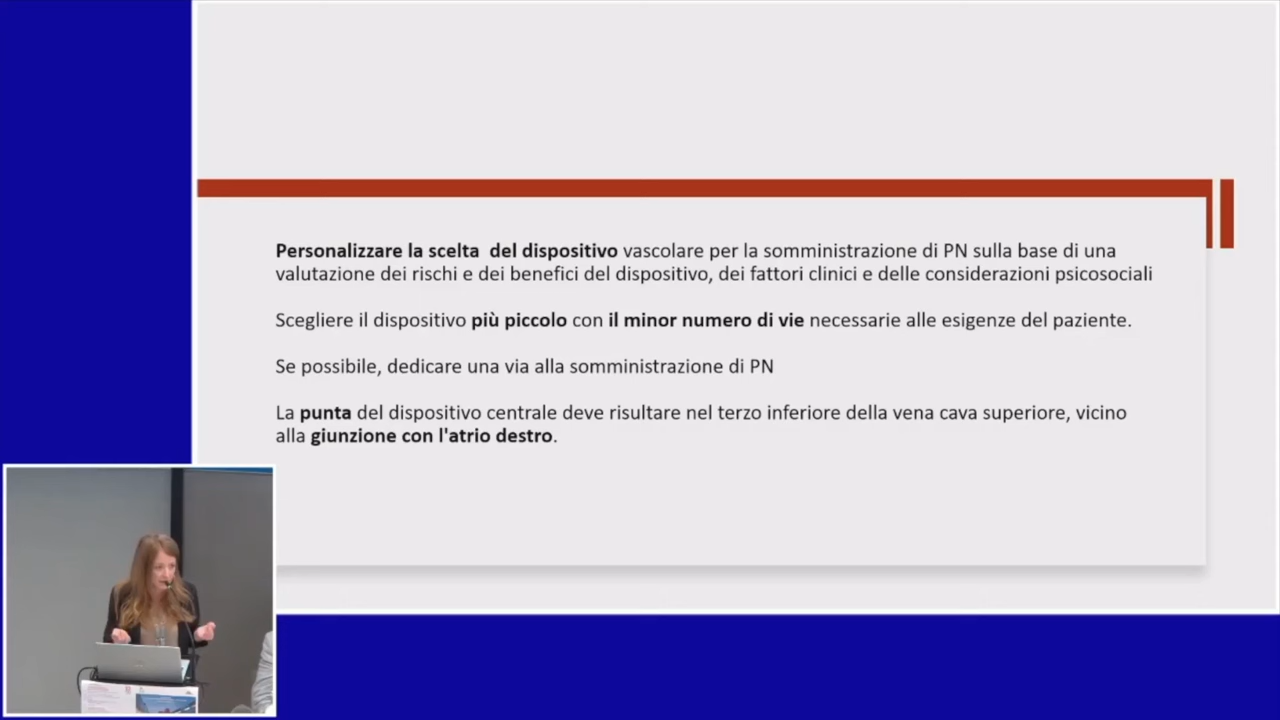 Personalizzare la scelta  del dispositivo vascolare per la somministrazione di PN sulla base di una
valutazione dei rischi e dei benefici del dispositivo, dei fattori clinici e delle considerazioni psicosociali
Scegliere il dispositivo più piccolo con il minor numero di vie necessarie alle esigenze del paziente.
Se possibile, dedicare una via alla somministrazione di PN
La punta del dispositivo centrale deve risultare nel terzo inferiore della vena cava superiore, vicino
alla giunzione con l'atrio destro.